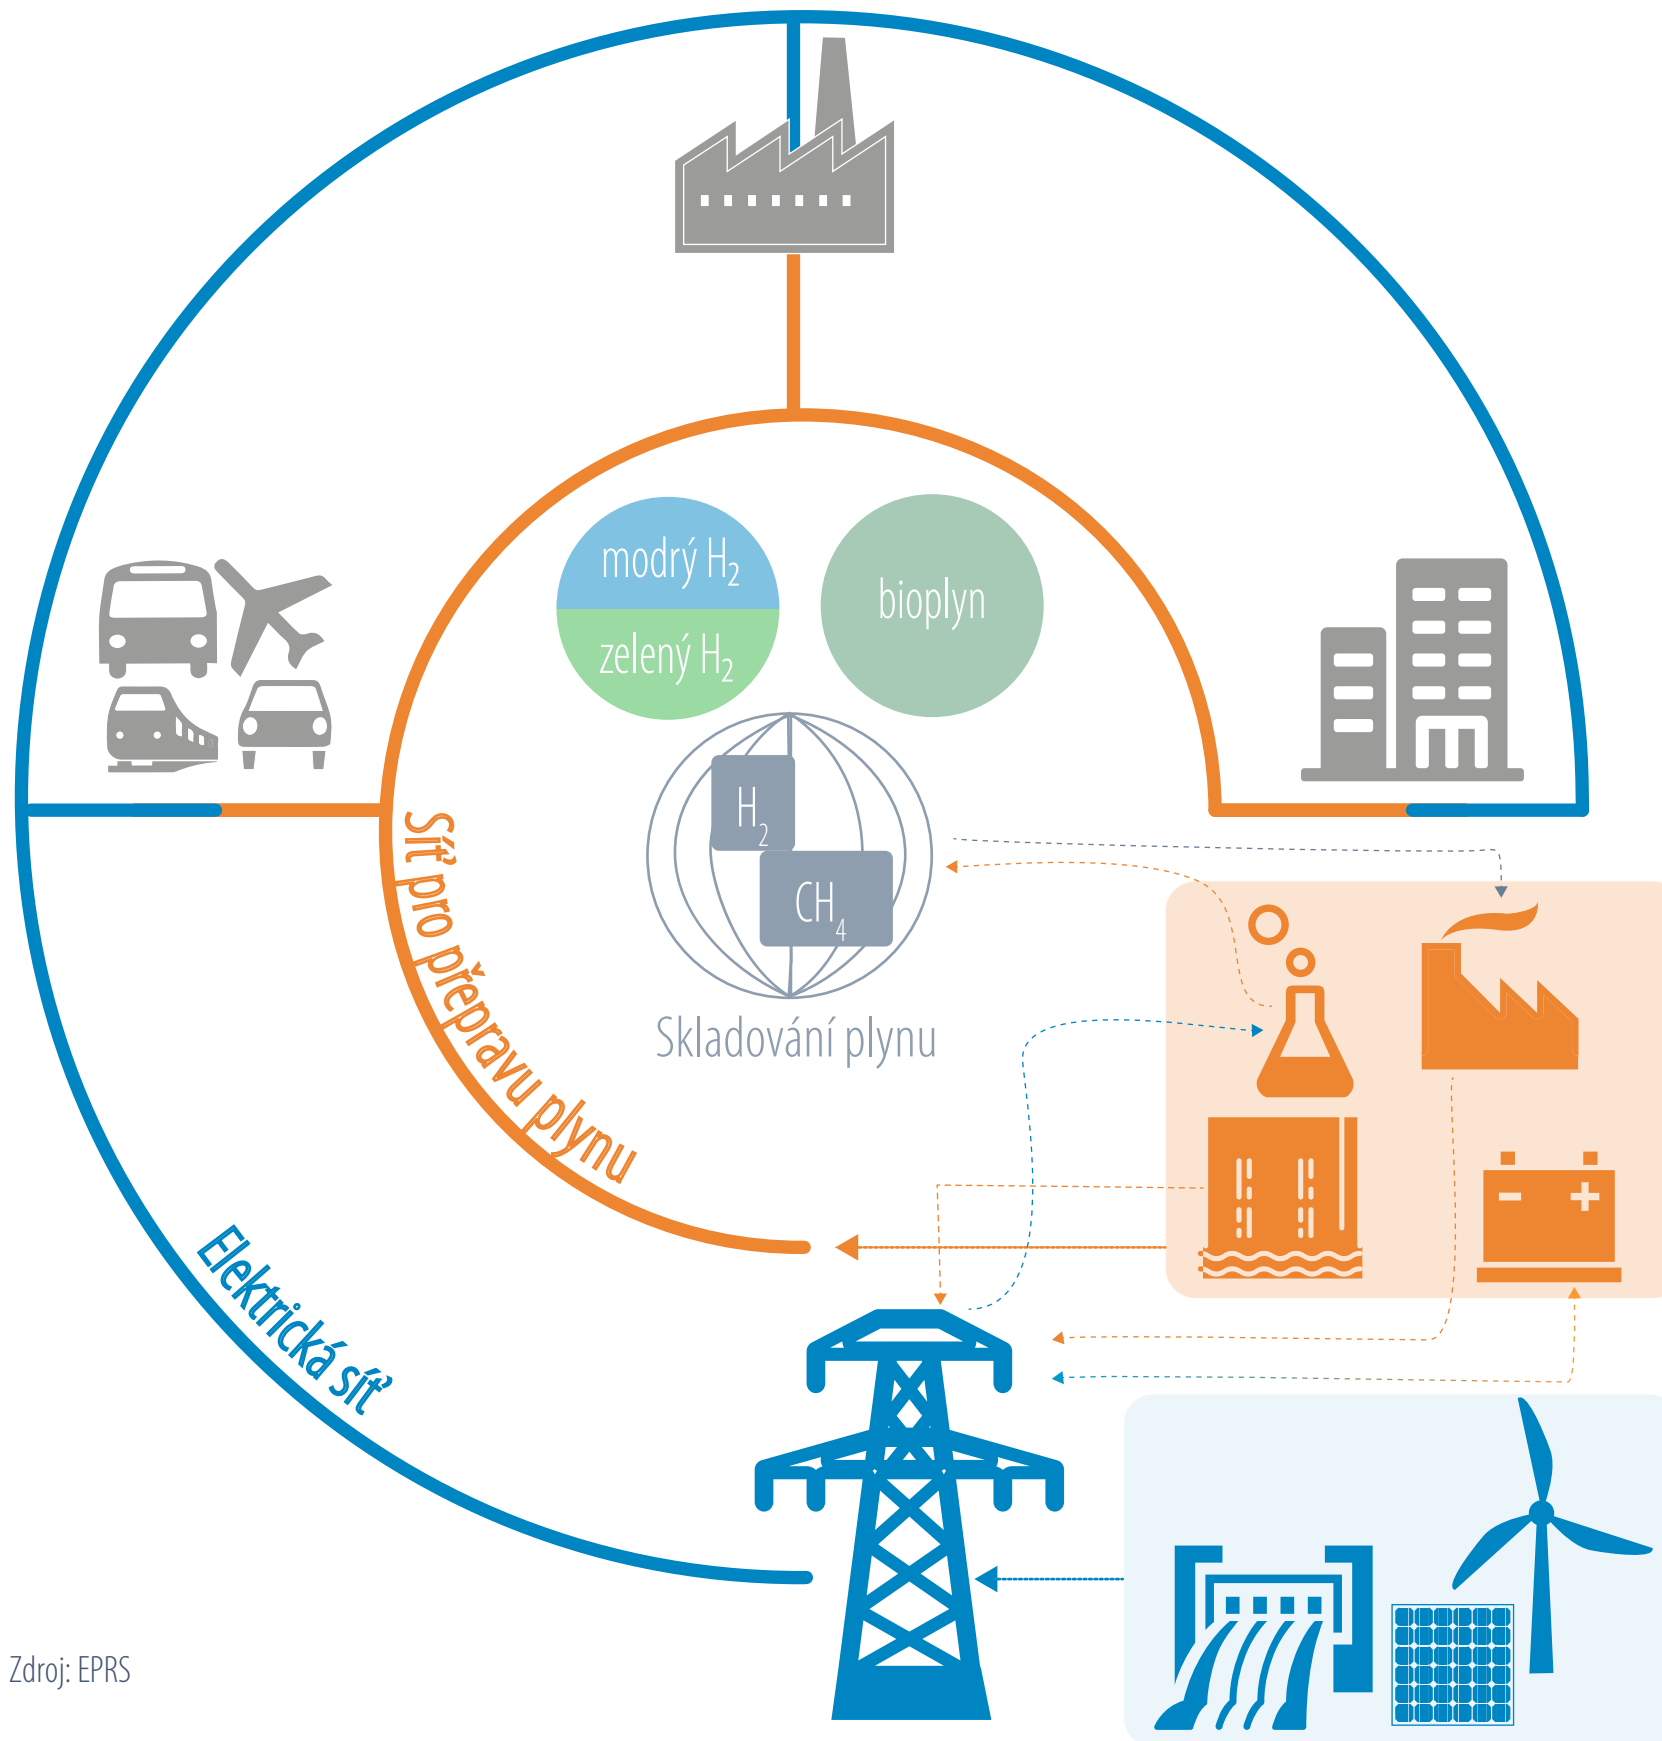 modrý H₂
zelený H₂
bioplyn
H₂
CH₄
Skladování plynu
Síť pro přepravu plynu
Elektrická síť
Zdroj: EPRS